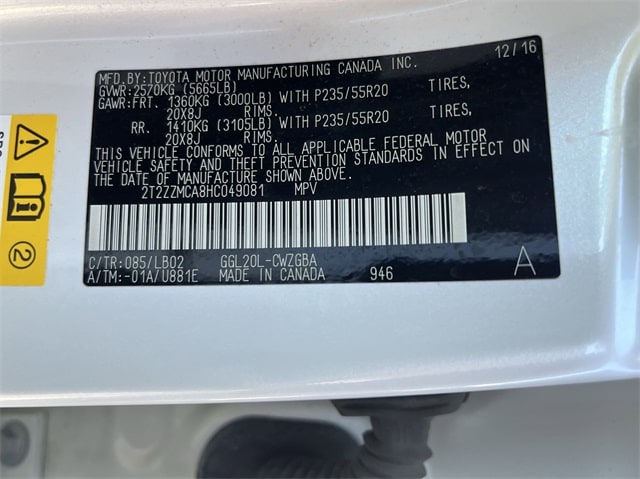 12/16
MFD.BY:TOYOTA MOTOR MANUFACTURING CANADA INC.
GVWR:2570KG (5665LB)
GAWR:FRT. 1360KG (3000LB) WITH P235/55R20 TIRES,
20X8J RIMS.
RR. 1410KG (3105LB) WITH P235/55R20 TIRES,
20X8J RIMS.
THIS VEHICLE CONFORMS TO ALL APPLICABLE FEDERAL MOTOR
VEHICLE SAFETY AND THEFT PREVENTION STANDARDS IN EFFECT ON
THE DATE OF MANUFACTURE SHOWN ABOVE.
2T2ZZMCA8HC049081 MPV
C/TR:085/LB02 GGL20L-CWZGBA
A/TM:-01A/U881E MADE IN CANADA 946 A
2